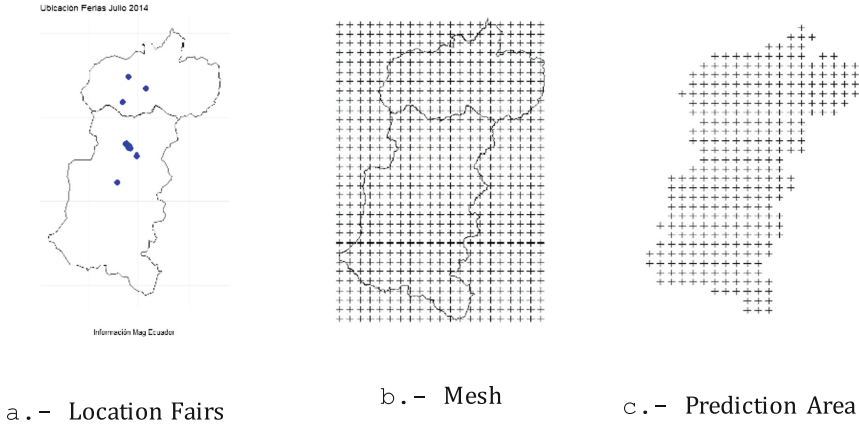 Ubicación Ferias Julio 2014
Información Mag Ecuador
a.- Location Fairs
b.- Mesh
c.- Prediction Area